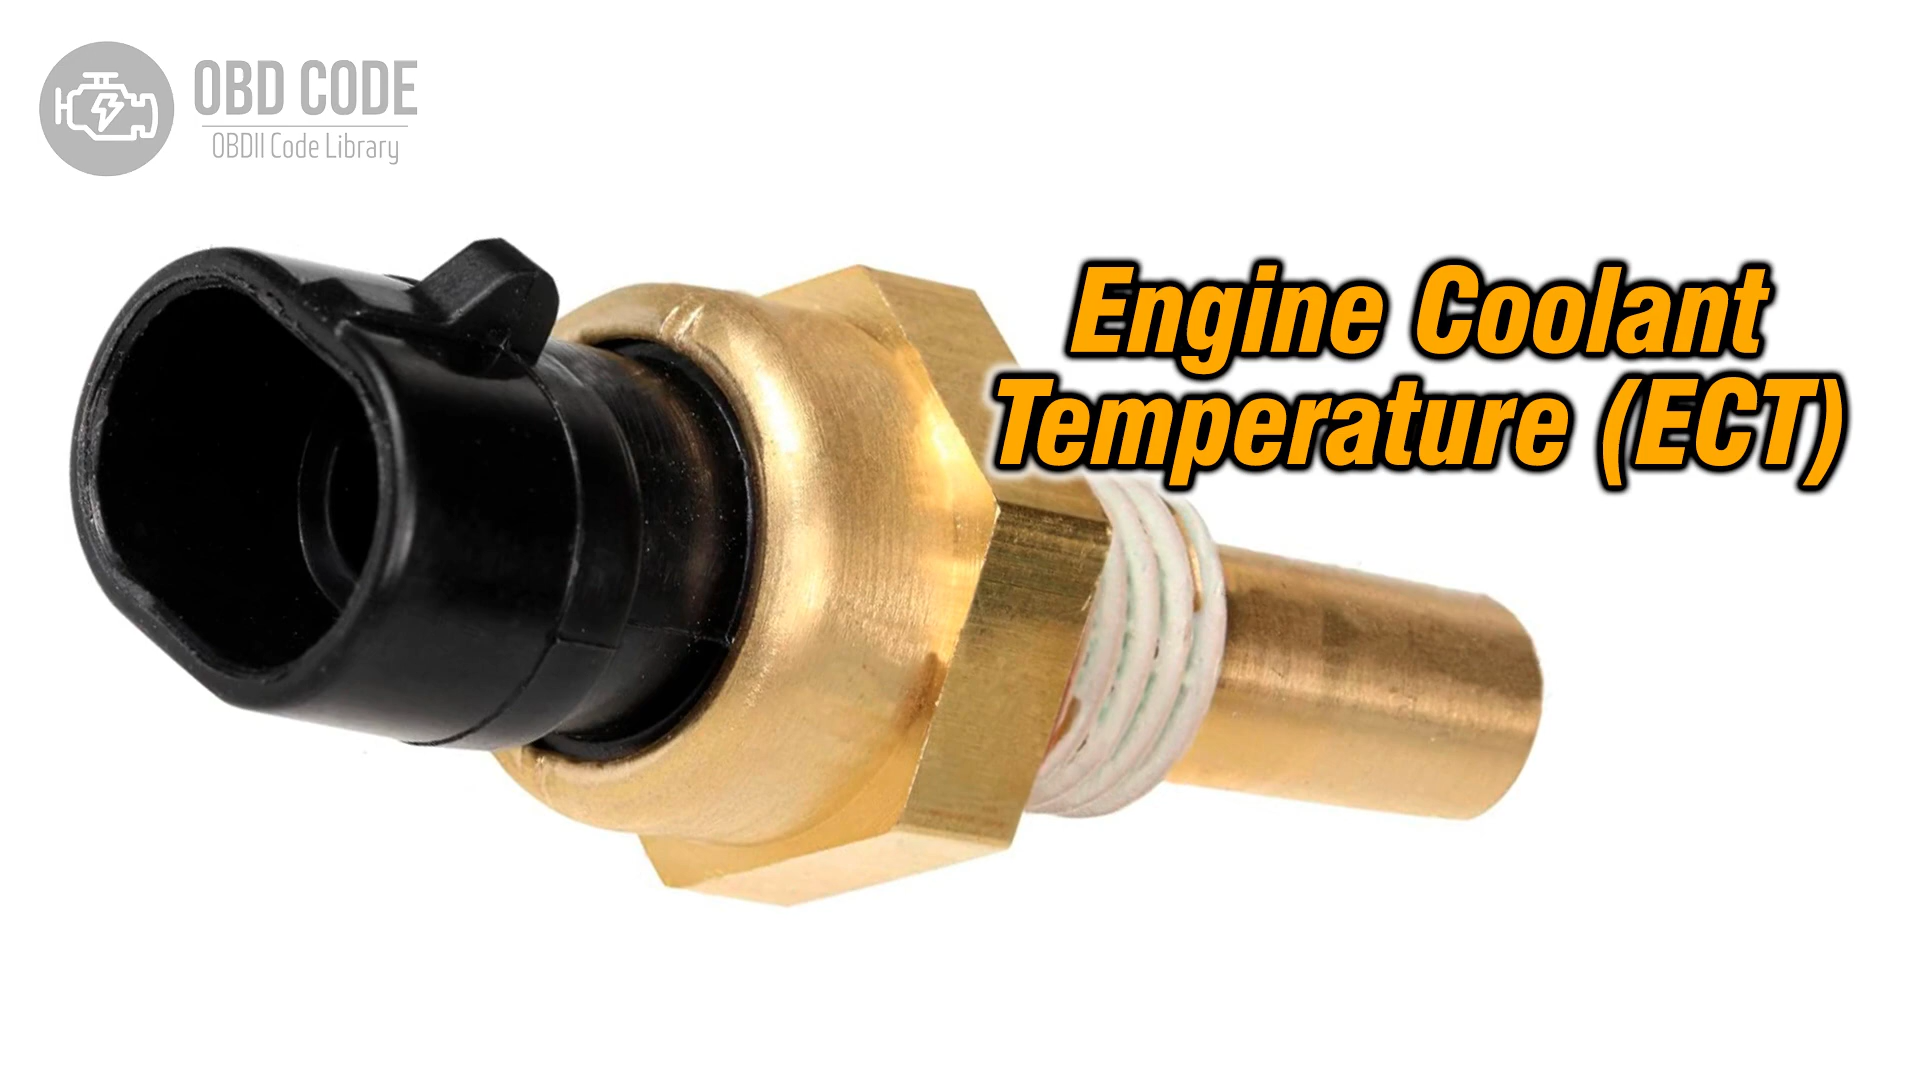 OBD CODE
OBDII Code Library
Engine Coolant
Temperature (ECT)